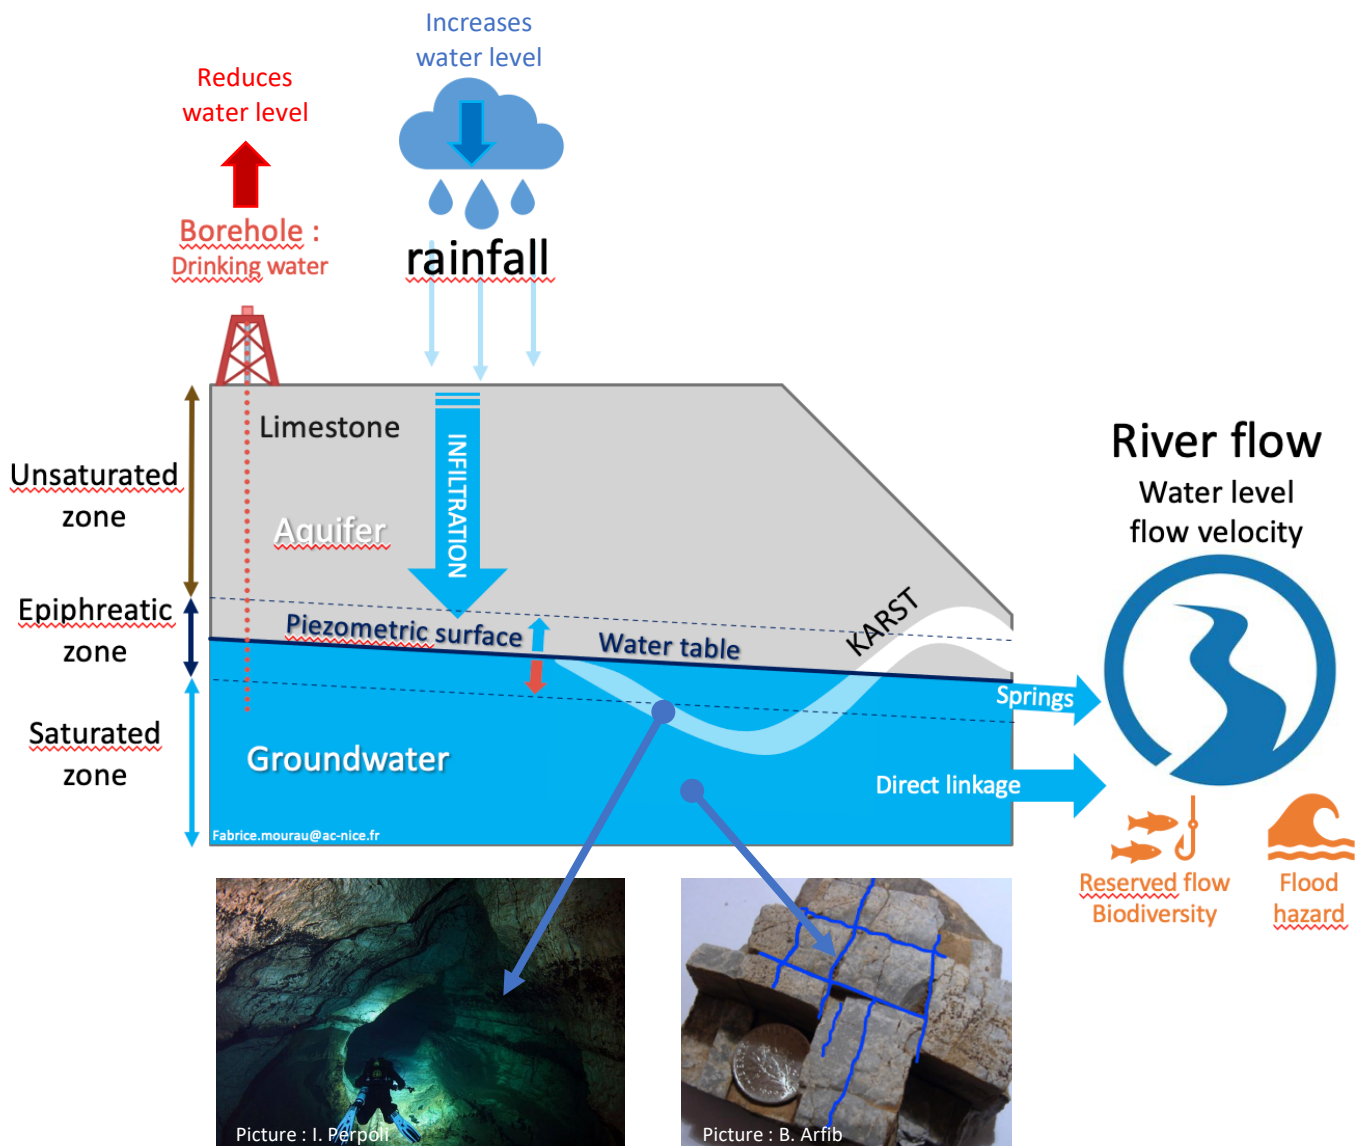 Increases
water level
Reduces
water level
Borehole :
Drinking water
rainfall
Limestone
INFILTRATION
Aquifer
Unsaturated
zone
Epiphreatic
zone
Saturated
zone
Piezometric surface
Water table
KARST
Groundwater
Springs
Direct linkage
Fabrice.mourau@ac-nice.fr
River flow
Water level
flow velocity
Reserved flow
Biodiversity
Flood
hazard
Picture : I. Perpoli
Picture : B. Arfib